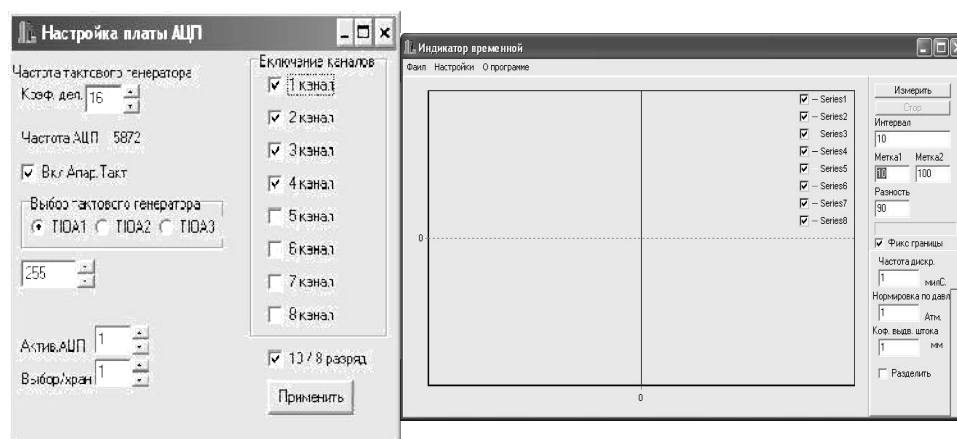 Настройка платы АЦП
Частота тактового генератора
Коэф. дел. 16
Частота АЦП 5872
Вкл Апар.Такт
Выбор тактового генератора
TIOA1 TIOA2 TIOA3
255
Актив.АЦП 1
Выбор/хран 1
Включение каналов
1 канал
2 канал
3 канал
4 канал
5 канал
6 канал
7 канал
8 канал
10 / 8 разряд
Применить
Индикатор временной
Фаил Настройки О програмне
Series1
Series2
Series3
Series4
Series5
Series6
Series7
Series8
0
0
Измерить
Стор
Интервал
10
Метка1 Метка2
10 100
Разность
90
Фикс границы
Частота дискр.
1 милС.
Нормировка по давл
1 Атм.
Коф. выдв. штока
1 мм
Разделить